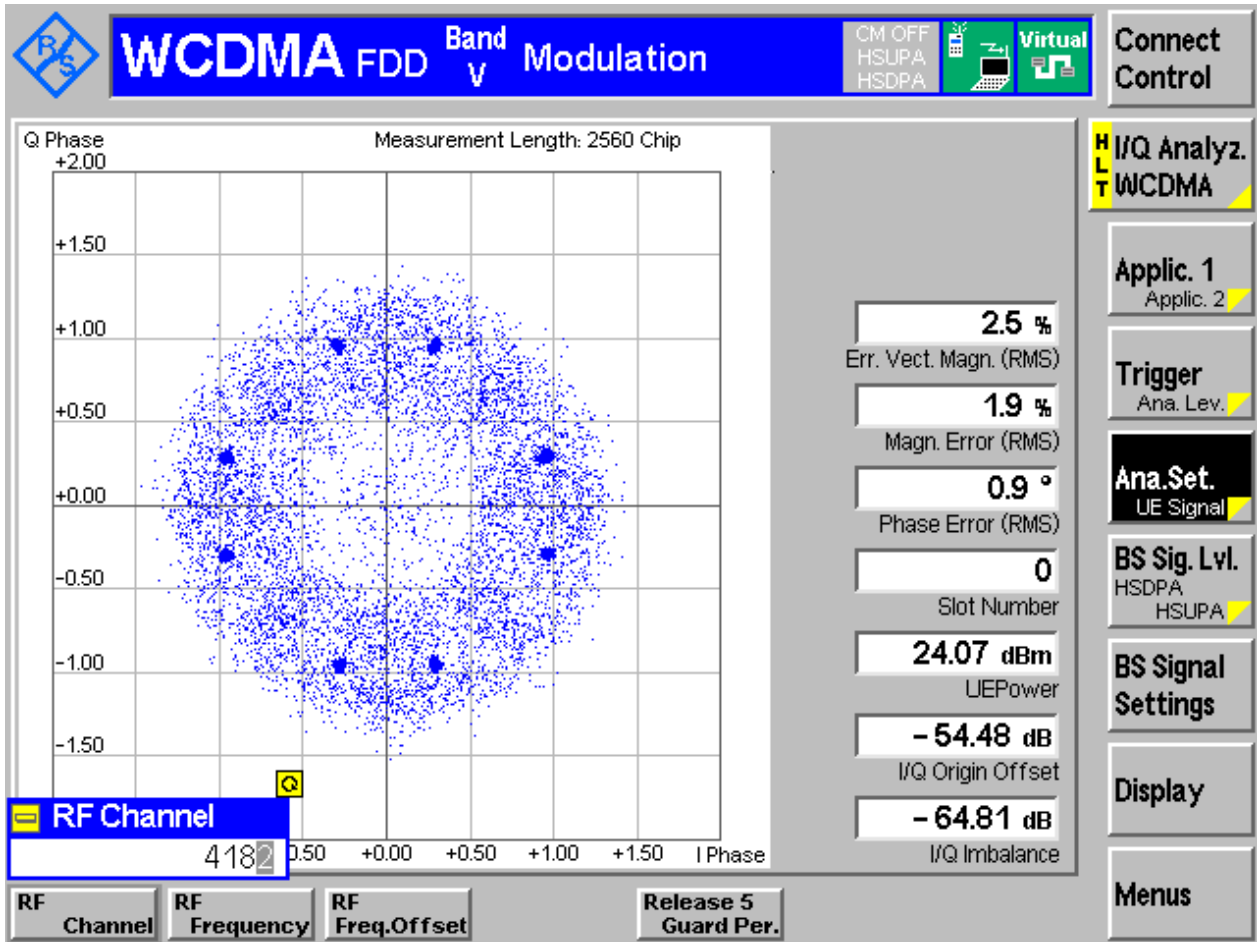 R/S
WCDMA FDD Band V Modulation
CM OFF
HSUPA
HSDPA
Virtual
Connect
Control
Q Phase
Measurement Length: 2560 Chip
+2.00
+1.50
+1.00
+0.50
+0.00
-0.50
-1.00
-1.50
Q
RF Channel
4182
0.50 +0.00 +0.50 +1.00 +1.50 I Phase
2.5 %
Err. Vect. Magn. (RMS)
1.9 %
Magn. Error (RMS)
0.9 °
Phase Error (RMS)
0
Slot Number
24.07 dBm
UEPower
-54.48 dB
I/Q Origin Offset
-64.81 dB
I/Q Imbalance
HLT
I/Q Analyz.
WCDMA
Applic. 1
Applic. 2
Trigger
Ana. Lev.
Ana.Set.
UE Signal
BS Sig. Lvl.
HSDPA
HSUPA
BS Signal
Settings
Display
Menus
RF
Channel
RF
Frequency
RF
Freq.Offset
Release 5
Guard Per.